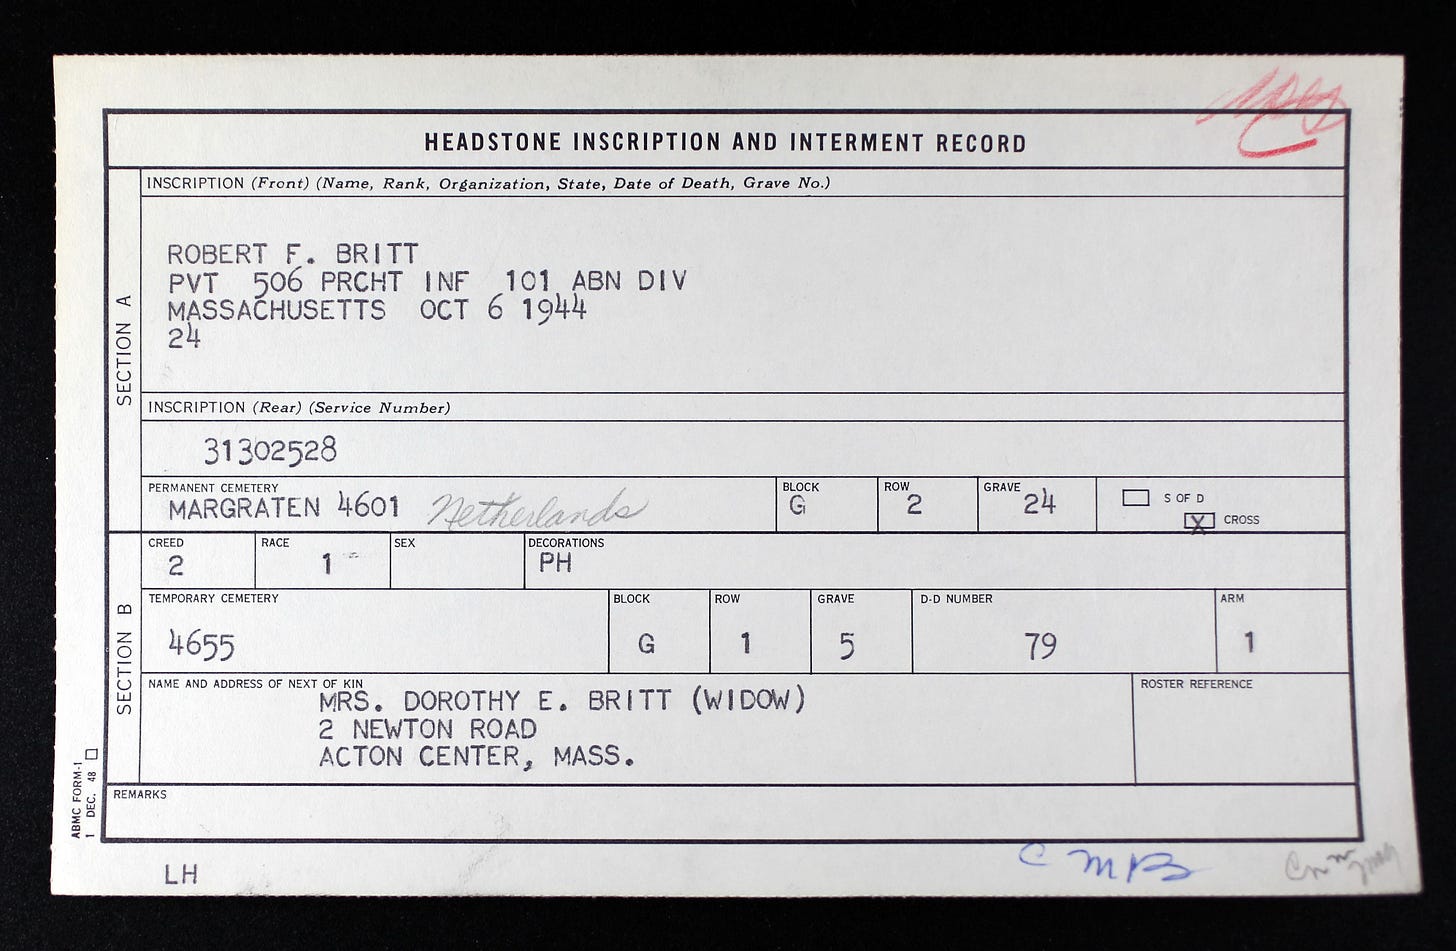 HEADSTONE INSCRIPTION AND INTERMENT RECORD
SECTION A
INSCRIPTION (Front) (Name, Rank, Organization, State, Date of Death, Grave No.)
ROBERT F. BRITT
PVT 506 PRCHT INF 101 ABN DIV
MASSACHUSETTS OCT 6 1944
24
INSCRIPTION (Rear) (Service Number)
31302528
PERMANENT CEMETERY
MARGRATEN 4601 Netherlands
BLOCK
G
ROW
2
GRAVE
24
S OF D
X CROSS
SECTION B
CREED
2
RACE
1
SEX
DECORATIONS
PH
TEMPORARY CEMETERY
4655
BLOCK
G
ROW
1
GRAVE
5
D-D NUMBER
79
ARM
1
NAME AND ADDRESS OF NEXT OF KIN
MRS. DOROTHY E. BRITT (WIDOW)
2 NEWTON ROAD
ACTON CENTER, MASS.
ROSTER REFERENCE
REMARKS
ABMC FORM-1
1 DEC. 48
LH
CMB